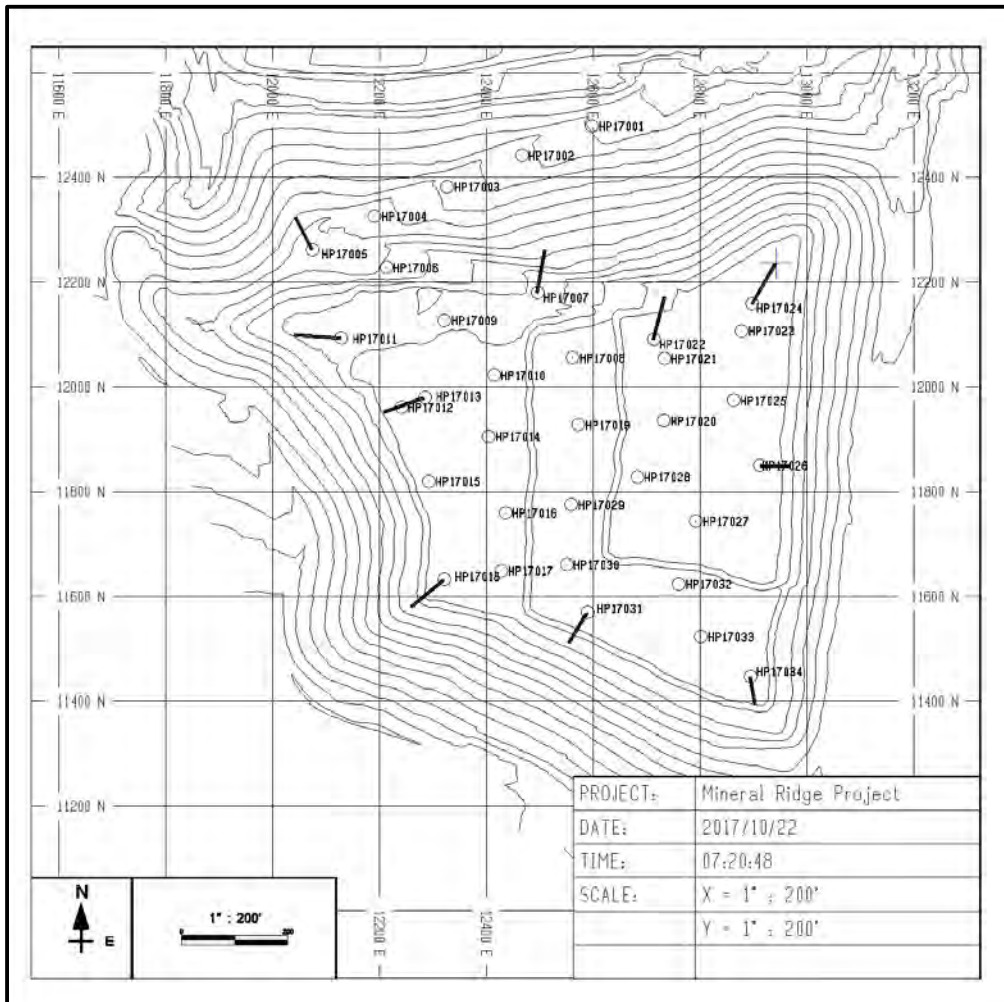 11600 E 11800 E 12000 E 12200 E 12400 E 12600 E 12800 E 13000 E 13200 E
HP17001
HP17002
12400 N 12400 N
HP17003
HP17004
HP17005
HP17006
12200 N 12200 N
HP17007
HP17024
HP17009
HP17023
HP17011
HP17022
HP17008
HP17021
HP17010
12000 N 12000 N
HP17013
HP17012
HP17025
HP17019
HP17020
HP17014
HP17026
HP17015
HP17028
11800 N 11800 N
HP17029
HP17016
HP17027
HP17030
HP17017
HP17032
11600 N 11600 N
HP17031
HP17033
HP17034
11400 N 11400 N
11200 N
PROJECT: Mineral Ridge Project
DATE: 2017/10/22
TIME: 07:20:48
SCALE: X = 1" : 200'
Y = 1" : 200'
12200 E 12400 E
N
E
1" : 200'
0 200